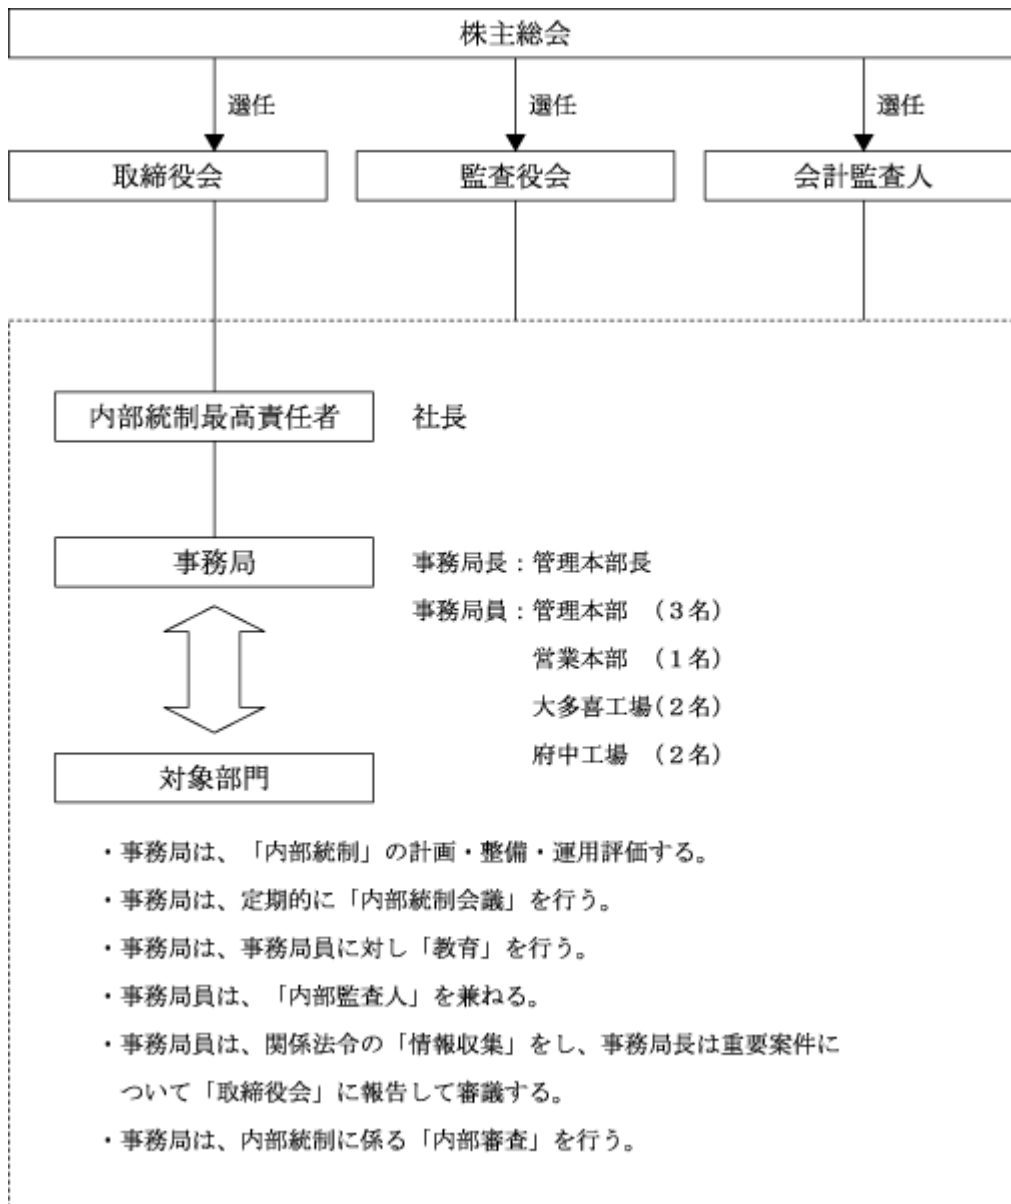 株主総会
選任 選任 選任
取締役会 監査役会 会計監査人
内部統制最高責任者 社長
事務局 事務局長：管理本部長
事務局員：管理本部 （３名）
営業本部 （１名）
大多喜工場（２名）
府中工場 （２名）
対象部門
・事務局は、「内部統制」の計画・整備・運用評価する。
・事務局は、定期的に「内部統制会議」を行う。
・事務局は、事務局員に対し「教育」を行う。
・事務局員は、「内部監査人」を兼ねる。
・事務局員は、関係法令の「情報収集」をし、事務局長は重要案件に
ついて「取締役会」に報告して審議する。
・事務局は、内部統制に係る「内部審査」を行う。